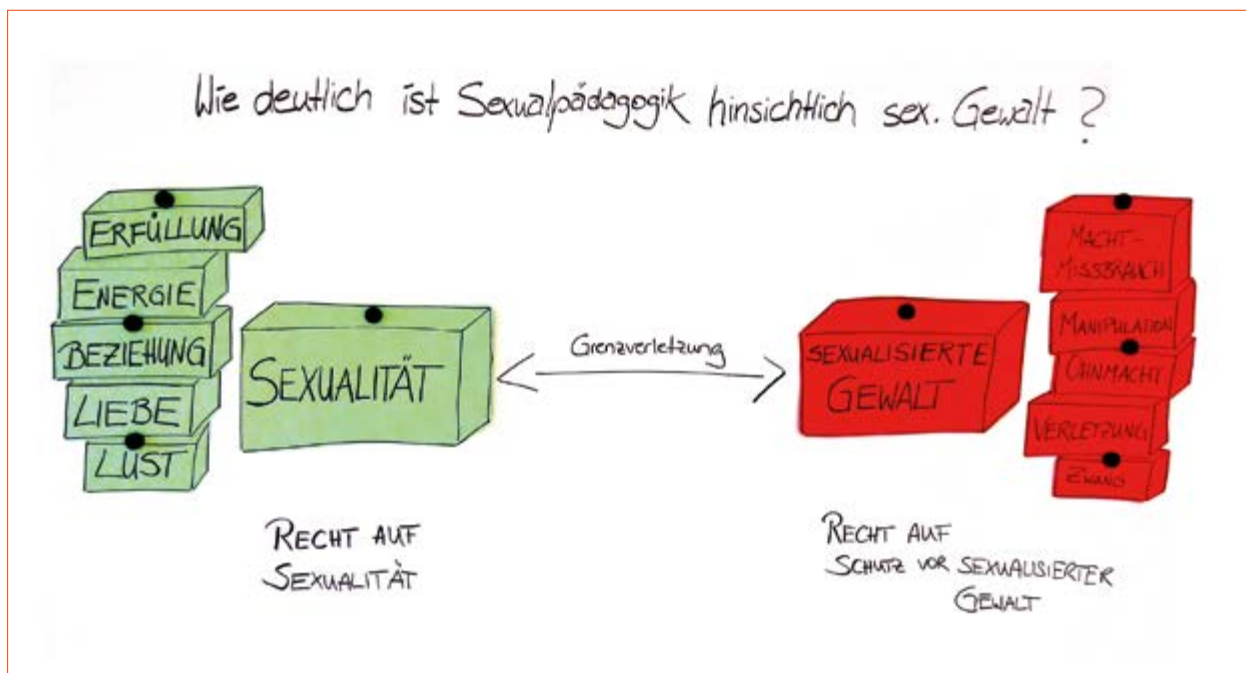 Wie deutlich ist Sexualpädagogik hinsichtlich sex. Gewalt ?
ERFÜLLUNG
ENERGIE
BEZIEHUNG
LIEBE
LUST
SEXUALITÄT
Grenzverletzung
SEXUALISIERTE
GEWALT
MACHT-
MISSBRAUCH
MANIPULATION
OHNMACHT
VERLETZUNG
ZWANG
RECHT AUF
SEXUALITÄT
RECHT AUF
SCHUTZ VOR SEXUALISIERTER
GEWALT